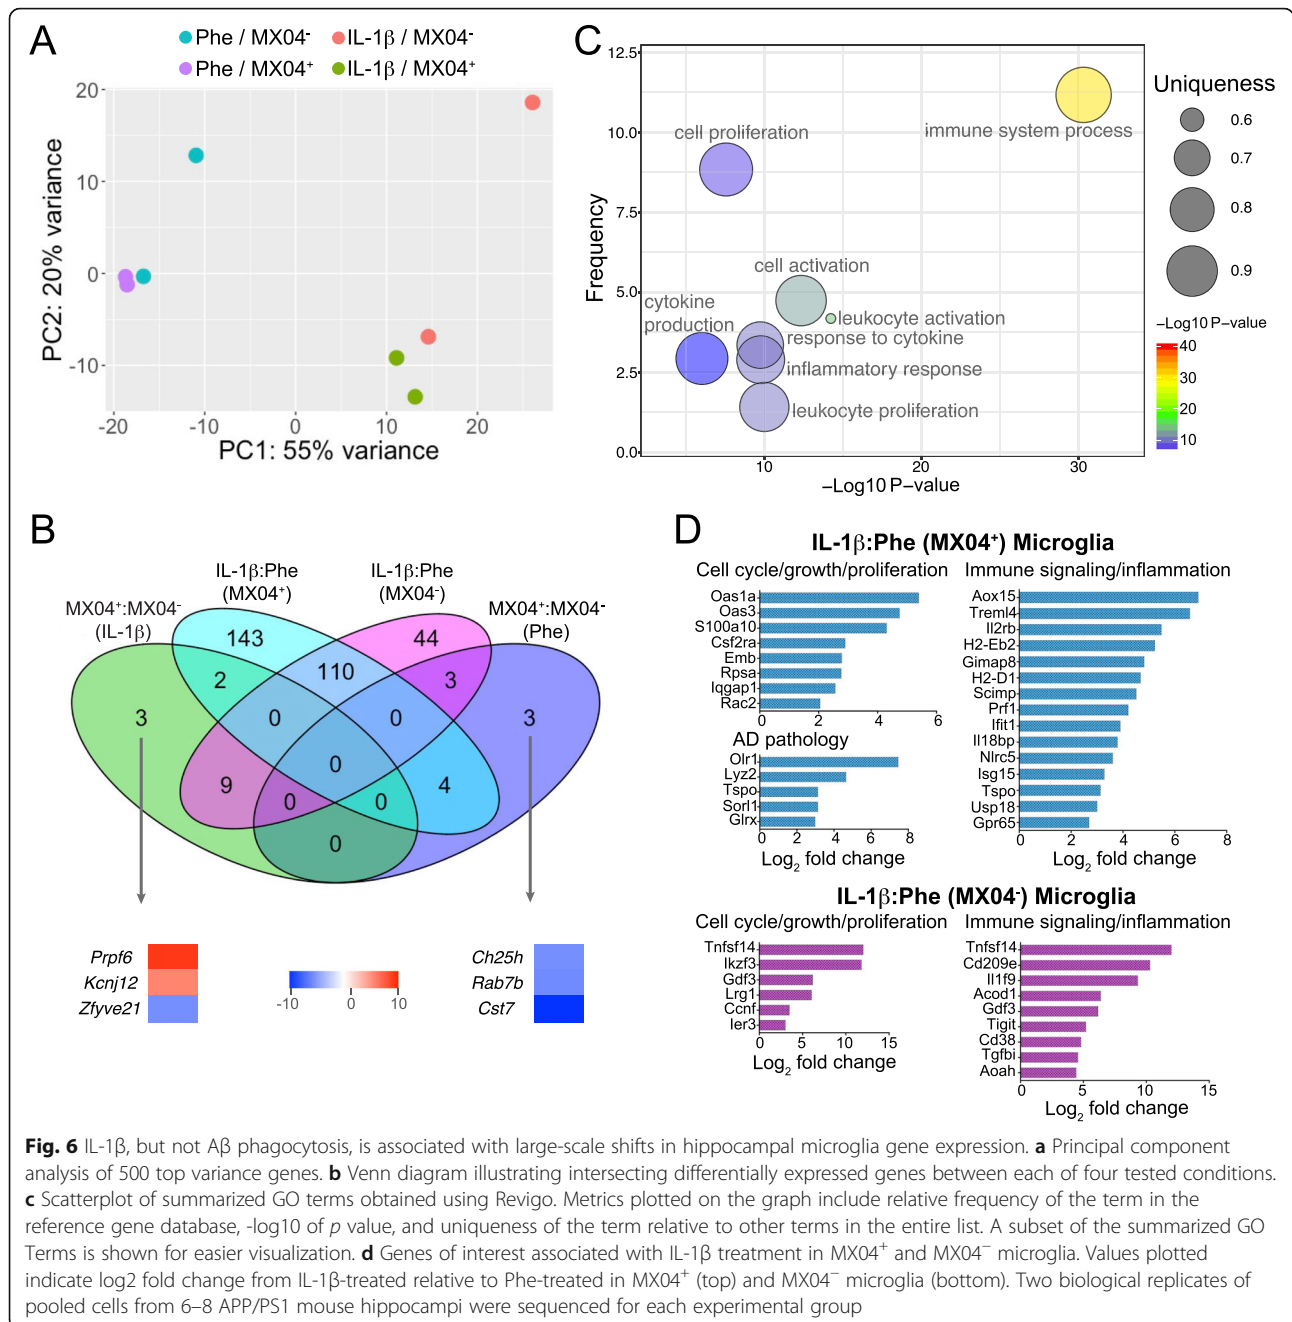 A
Phe / MX04-
IL-1β / MX04-
Phe / MX04+
IL-1β / MX04+
20
10
0
-10
PC2: 20% variance
-20
-10
0
10
20
PC1: 55% variance
C
12.5
10.0
7.5
5.0
2.5
0.0
Frequency
cell proliferation
immune system process
cell activation
cytokine
production
leukocyte activation
response to cytokine
inflammatory response
leukocyte proliferation
10
20
30
−Log10 P−value
Uniqueness
0.6
0.7
0.8
0.9
−Log10 P−value
40
30
20
10
B
IL-1β:Phe
(MX04+)
IL-1β:Phe
(MX04-)
MX04+:MX04-
(IL-1β)
MX04+:MX04-
(Phe)
143
44
110
2
3
3
0
0
3
0
9
4
0
0
0
Prpf6
Kcnj12
Zfyve21
-10
0
10
Ch25h
Rab7b
Cst7
D
IL-1β:Phe (MX04+) Microglia
Cell cycle/growth/proliferation
Oas1a
Oas3
S100a10
Csf2ra
Emb
Rpsa
Iqgap1
Rac2
0
2
4
6
AD pathology
Olr1
Lyz2
Tspo
Sorl1
Glrx
0
2
4
6
8
Log2 fold change
Immune signaling/inflammation
Aox15
Treml4
Il2rb
H2-Eb2
Gimap8
H2-D1
Scimp
Prf1
Ifit1
Il18bp
Nlrc5
Isg15
Tspo
Usp18
Gpr65
0
2
4
6
8
Log2 fold change
IL-1β:Phe (MX04-) Microglia
Cell cycle/growth/proliferation
Tnfsf14
Ikzf3
Gdf3
Lrg1
Ccnf
Ier3
0
5
10
15
Log2 fold change
Immune signaling/inflammation
Tnfsf14
Cd209e
Il1f9
Acod1
Gdf3
Tigit
Cd38
Tgfbi
Aoah
0
5
10
15
Log2 fold change
Fig. 6 IL-1β, but not Aβ phagocytosis, is associated with large-scale shifts in hippocampal microglia gene expression. a Principal component
analysis of 500 top variance genes. b Venn diagram illustrating intersecting differentially expressed genes between each of four tested conditions.
c Scatterplot of summarized GO terms obtained using Revigo. Metrics plotted on the graph include relative frequency of the term in the
reference gene database, -log10 of p value, and uniqueness of the term relative to other terms in the entire list. A subset of the summarized GO
Terms is shown for easier visualization. d Genes of interest associated with IL-1β treatment in MX04+ and MX04− microglia. Values plotted
indicate log2 fold change from IL-1β-treated relative to Phe-treated in MX04+ (top) and MX04− microglia (bottom). Two biological replicates of
pooled cells from 6–8 APP/PS1 mouse hippocampi were sequenced for each experimental group